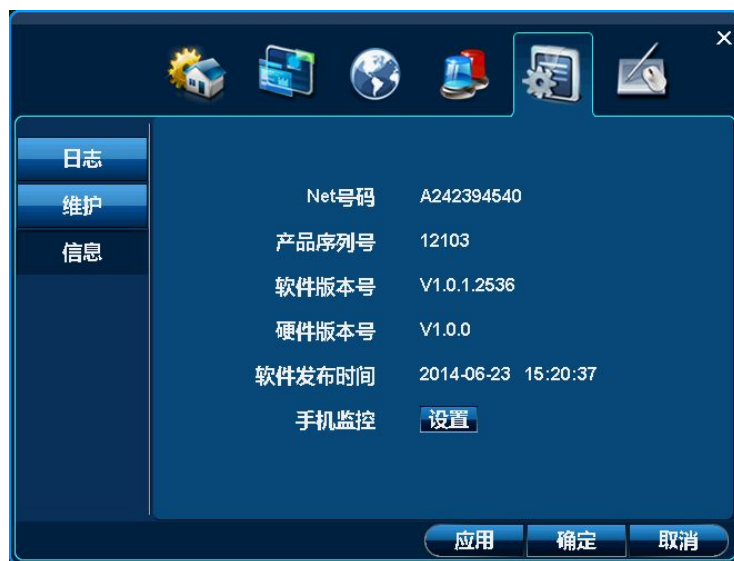 日志
维护
信息
Net号码 A242394540
产品序列号 12103
软件版本号 V1.0.1.2536
硬件版本号 V1.0.0
软件发布时间 2014-06-23 15:20:37
手机监控 设置
应用 确定 取消